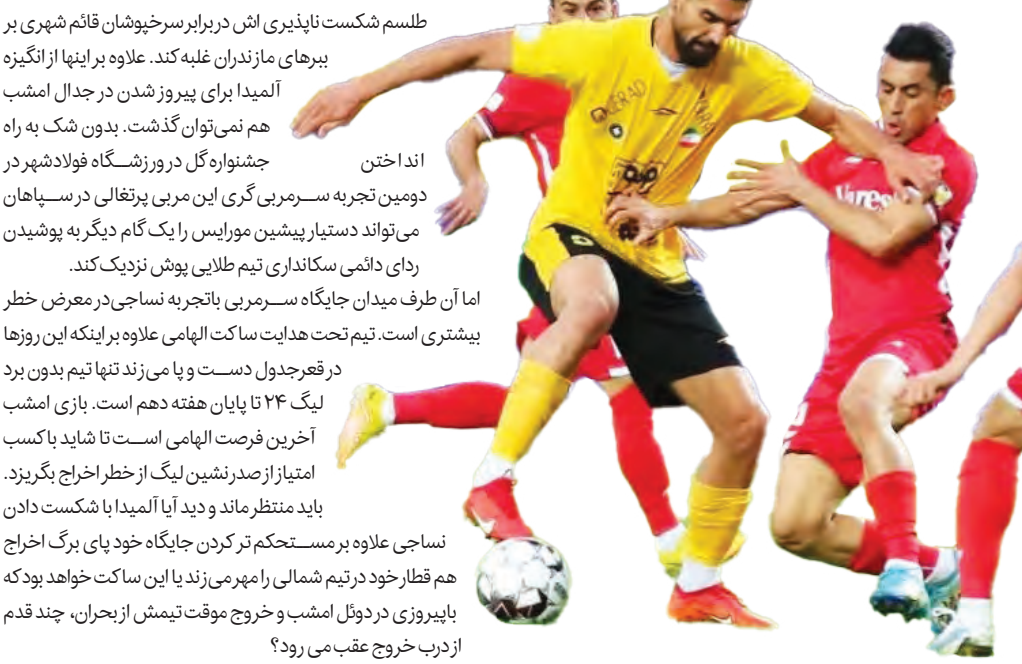 طلسم شکست ناپذیری اش در برابر سرخپوشان قائم شهری بر
ببرهای مازندران غلبه کند. علاوه بر اینها از انگیزه
آلمیدا برای پیروز شدن در جدال امشب
هم نمی‌توان گذشت. بدون شک به راه
انداختن جشنواره گل در ورزشگاه فولادشهر در
دومین تجربه سرمربی گری این مربی پرتغالی در سپاهان
می‌تواند دستیار پیشین مورایس را یک گام دیگر به پوشیدن
ردای دائمی سکانداری تیم طلایی پوش نزدیک کند.
اما آن طرف میدان جایگاه سرمربی باتجربه نساجی در معرض خطر
بیشتری است. تیم تحت هدایت ساکت الهامی علاوه بر اینکه این روزها
در قعر جدول دست و پا می‌زند تنها تیم بدون برد
لیگ ۲۴ تا پایان هفته دهم است. بازی امشب
آخرین فرصت الهامی است تا شاید با کسب
امتیاز از صدرنشین لیگ از خطر اخراج بگریزد.
باید منتظر ماند و دید آیا آلمیدا با شکست دادن
نساجی علاوه بر مستحکم تر کردن جایگاه خود پای برگ اخراج
هم قطار خود در تیم شمالی را مهر می‌زند یا این ساکت خواهد بود که
با پیروزی در دوئل امشب و خروج موقت تیمش از بحران، چند قدم
از درب خروج عقب می رود؟